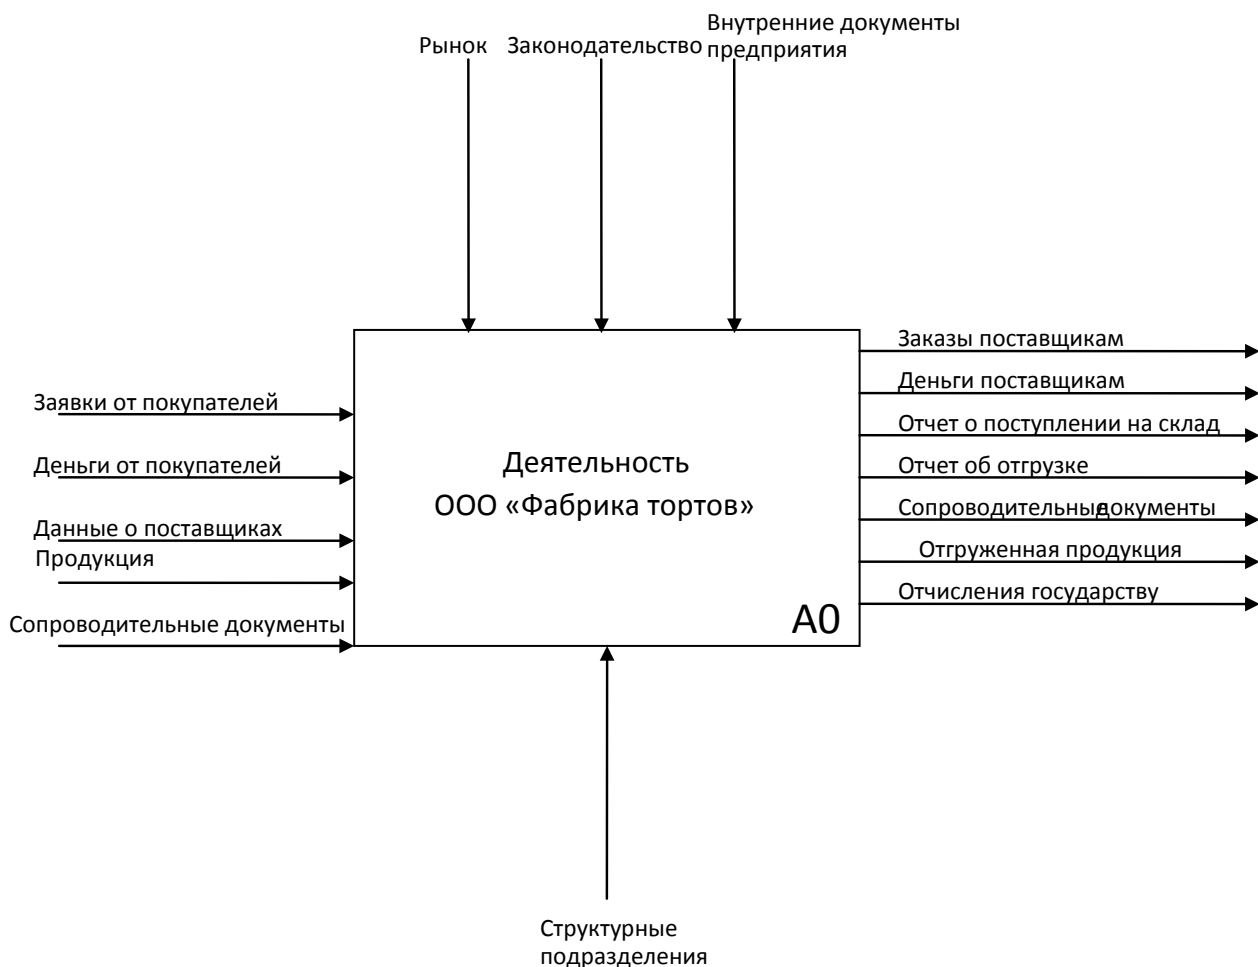 Рынок
Законодательство
Внутренние документы
предприятия
Заявки от покупателей
Деньги от покупателей
Данные о поставщиках
Продукция
Сопроводительные документы
Деятельность
ООО «Фабрика тортов»
A0
Заказы поставщикам
Деньги поставщикам
Отчет о поступлении на склад
Отчет об отгрузке
Сопроводительные документы
Отгруженная продукция
Отчисления государству
Структурные
подразделения